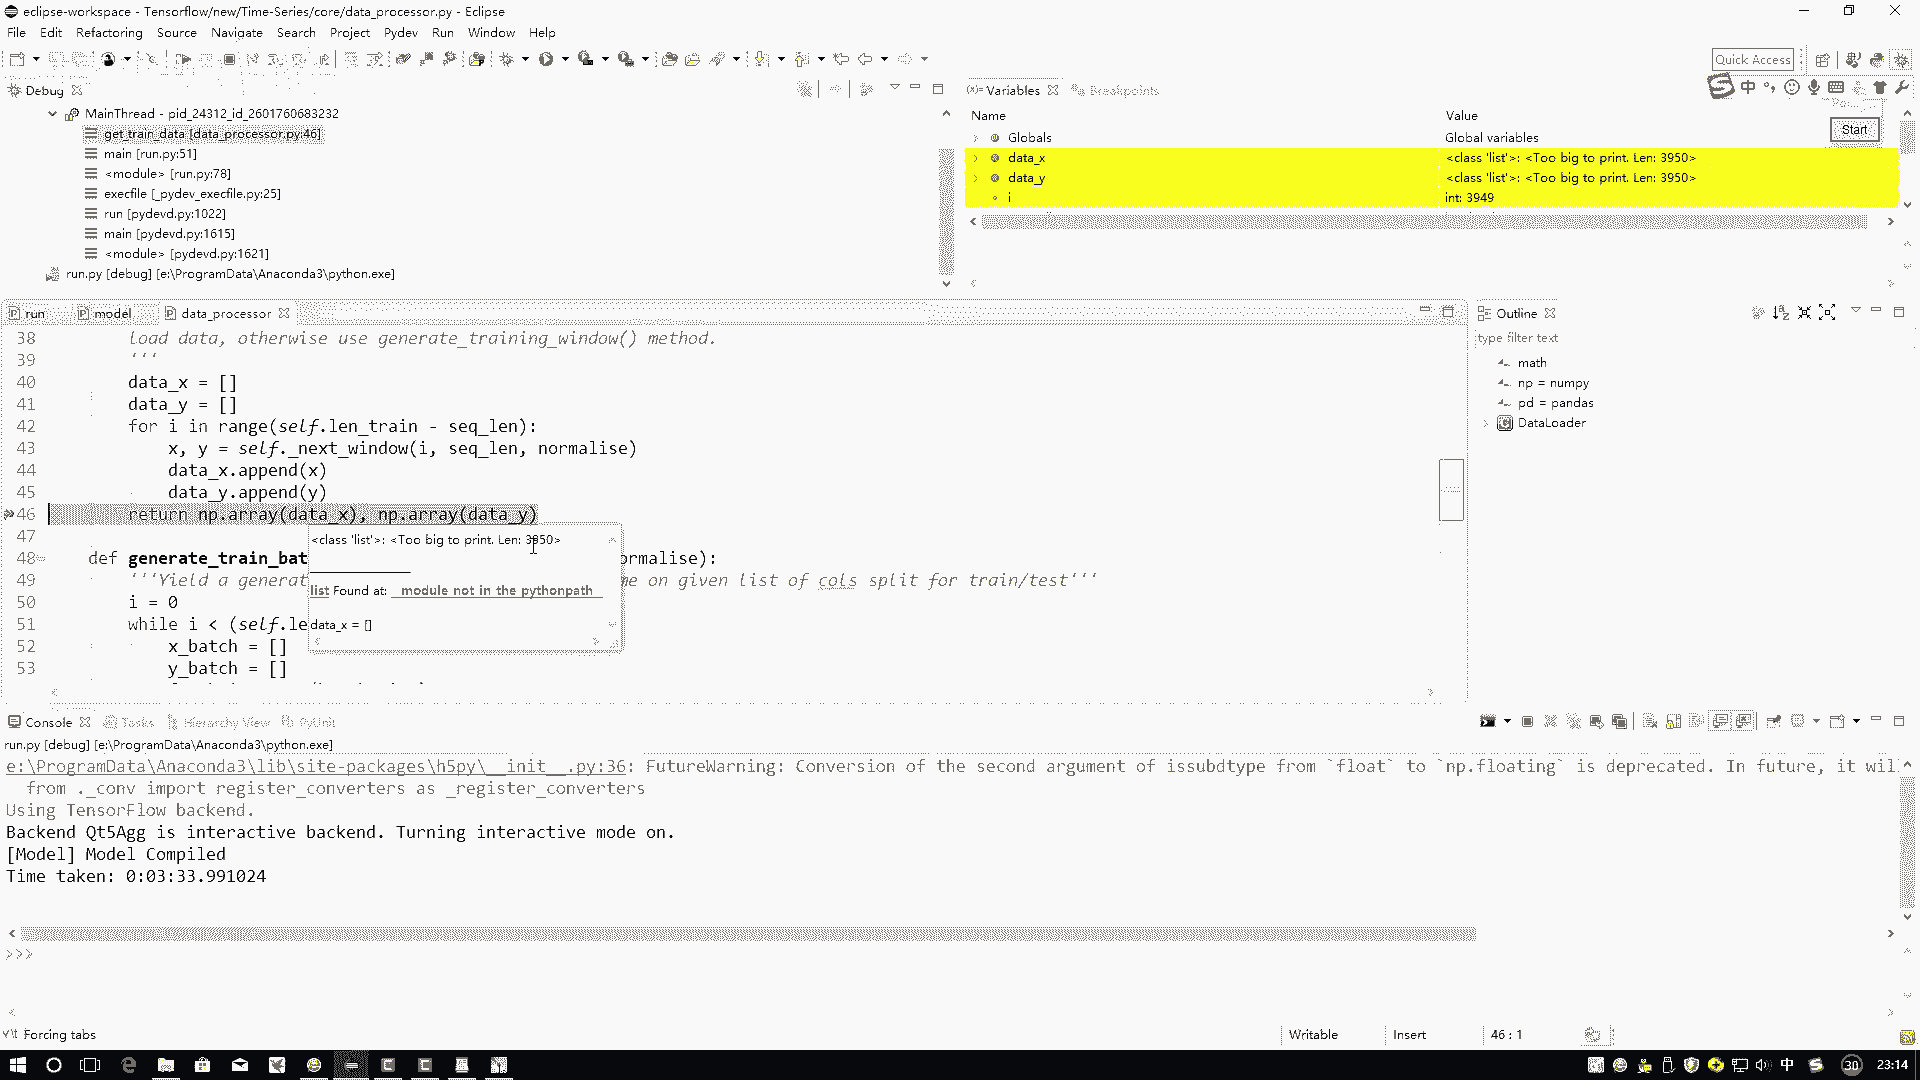 eclipse-workspace - Tensorflow/new/Time-Series/core/data_processor.py - Eclipse
File Edit Refactoring Source Navigate Search Project Pydev Run Window Help
Quick Access
Debug
MainThread - pid_24312_id_2601760683232
get_train_data [data_processor.py:46]
main [run.py:51]
<module> [run.py:78]
execfile [_pydev_execfile.py:25]
run [pydevd.py:1022]
main [pydevd.py:1615]
<module> [pydevd.py:1621]
run.py [debug] [e:\ProgramData\Anaconda3\python.exe]
(x)= Variables Breakpoints
中
Name Value
Globals Global variables
Start
data_x <class 'list'>: <Too big to print. Len: 3950>
data_y <class 'list'>: <Too big to print. Len: 3950>
i int: 3949
run model data_processor
38 load data, otherwise use generate_training_window() method.
39 '''
40 data_x = []
41 data_y = []
42 for i in range(self.len_train - seq_len):
43 x, y = self._next_window(i, seq_len, normalise)
44 data_x.append(x)
45 data_y.append(y)
46 return np.array(data_x), np.array(data_y)
47
48 def generate_train_bat ormalise):
49 '''Yield a generat me on given list of cols split for train/test'''
50 i = 0
51 while i < (self.le
52 x_batch = []
53 y_batch = []
<class 'list'>: <Too big to print. Len: 3950>
list Found at: module not in the pythonpath
data_x = []
Outline
type filter text
math
np = numpy
pd = pandas
DataLoader
Console Tasks Hierarchy View PyUnit
run.py [debug] [e:\ProgramData\Anaconda3\python.exe]
e:\ProgramData\Anaconda3\lib\site-packages\h5py\__init__.py:36: FutureWarning: Conversion of the second argument of issubdtype from `float` to `np.floating` is deprecated. In future, it wil
from ._conv import register_converters as _register_converters
Using TensorFlow backend.
Backend Qt5Agg is interactive backend. Turning interactive mode on.
[Model] Model Compiled
Time taken: 0:03:33.991024
>>>
Forcing tabs Writable Insert 46 : 1
中 30 23:14